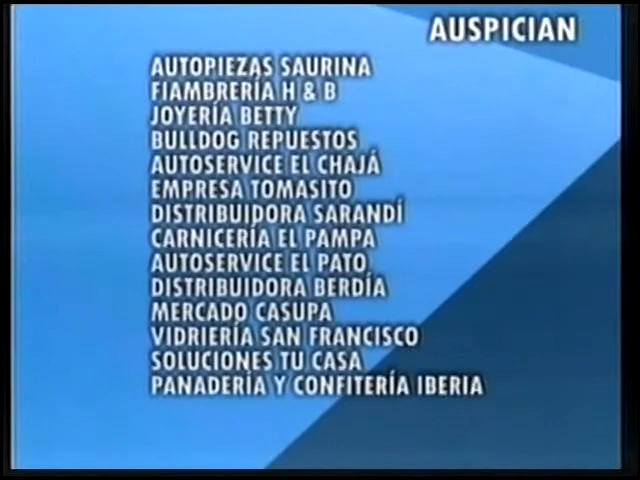 AUSPICIAN
AUTOPIEZAS SAURINA
FIAMBRERÍA H & B
JOYERÍA BETTY
BULLDOG REPUESTOS
AUTOSERVICE EL CHAJÁ
EMPRESA TOMASITO
DISTRIBUIDORA SARANDÍ
CARNICERÍA EL PAMPA
AUTOSERVICE EL PATO
DISTRIBUIDORA BERDÍA
MERCADO CASUPA
VIDRIERÍA SAN FRANCISCO
SOLUCIONES TU CASA
PANADERÍA Y CONFITERÍA IBERIA